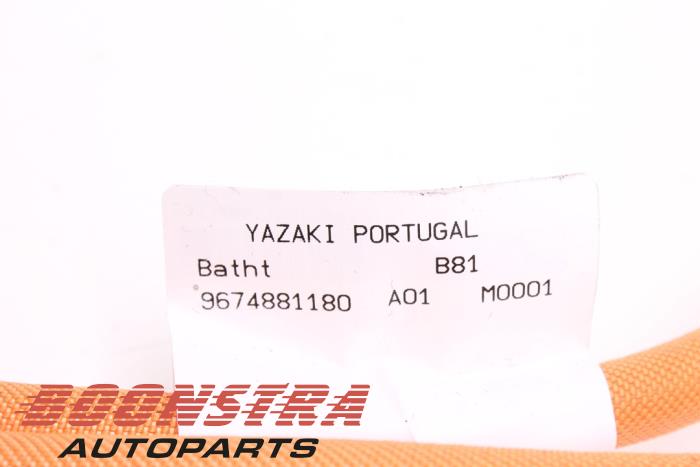 YAZAKI PORTUGAL
Batht B81
9674881180 A01 M0001
BOONSTRA
AUTOPARTS